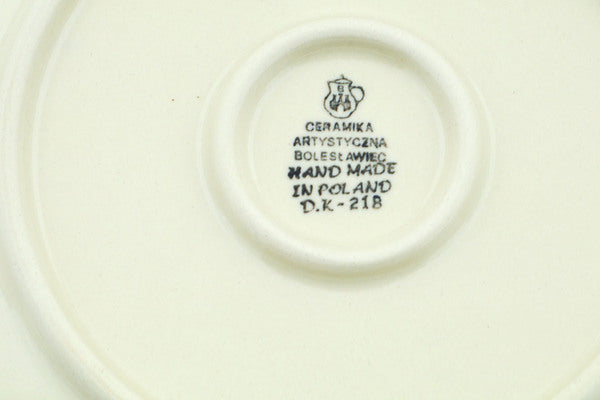 CERAMIKA
ARTYSTYCZNA
BOLESŁAWIEC
HAND MADE
IN POLAND
D.K-218